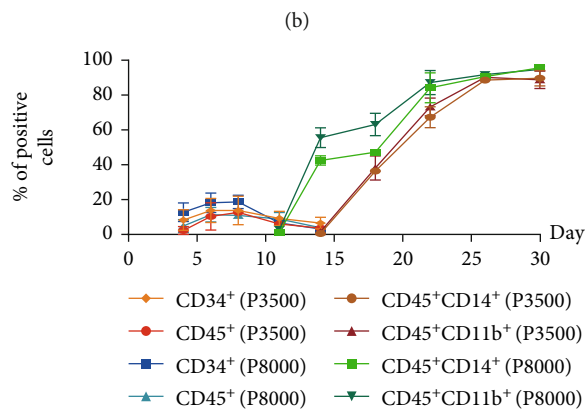 (b)
% of positive
cells
100
80
60
40
20
0
0 5 10 15 20 25 30
Day
CD34⁺ (P3500)
CD45⁺ (P3500)
CD34⁺ (P8000)
CD45⁺ (P8000)
CD45⁺CD14⁺ (P3500)
CD45⁺CD11b⁺ (P3500)
CD45⁺CD14⁺ (P8000)
CD45⁺CD11b⁺ (P8000)